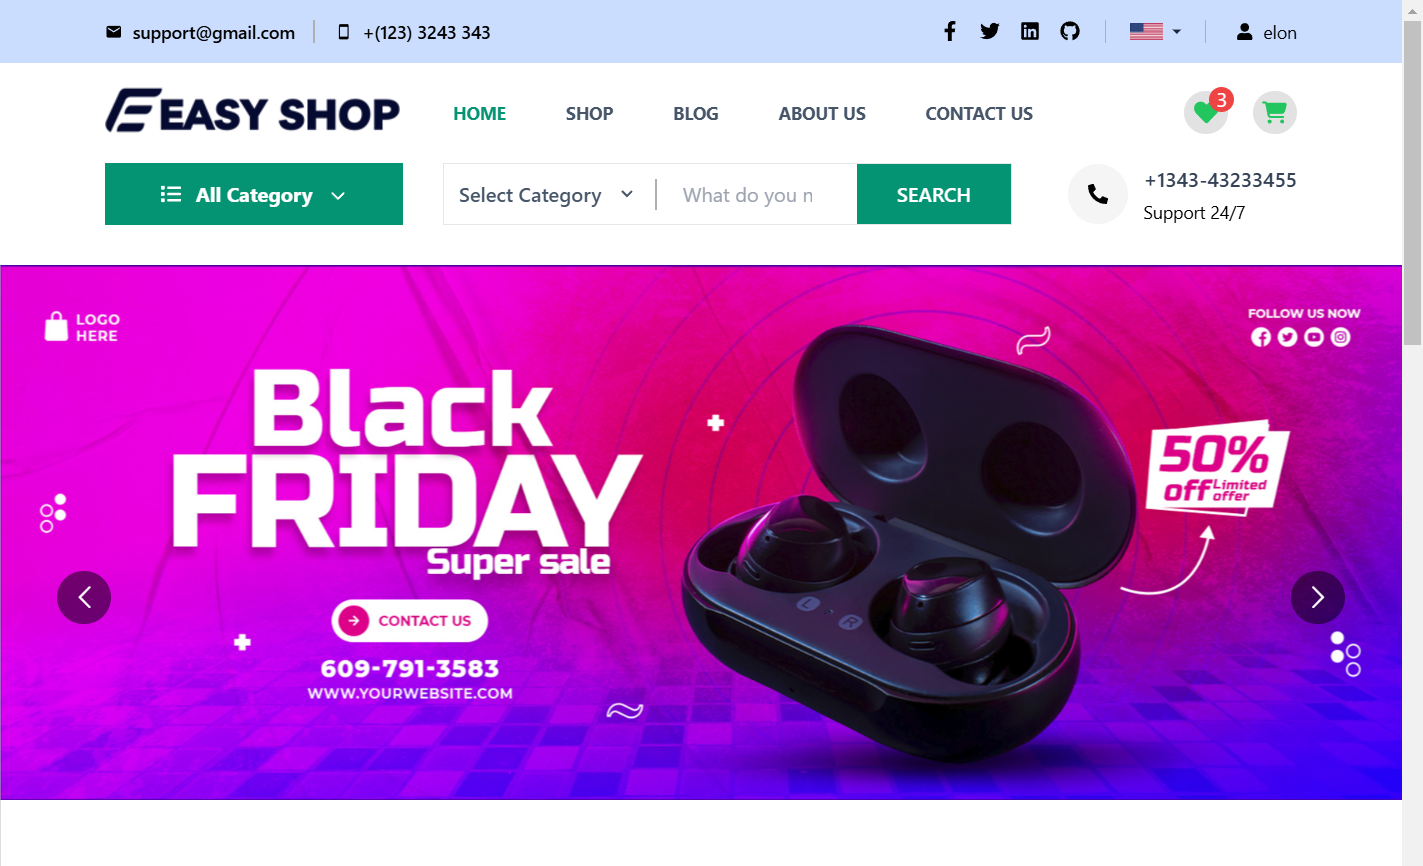 support@gmail.com
+(123) 3243 343
elon
EASY SHOP
HOME
SHOP
BLOG
ABOUT US
CONTACT US
3
All Category
Select Category
What do you n
SEARCH
+1343-43233455
Support 24/7
LOGO
HERE
FOLLOW US NOW
Black
FRIDAY
Super sale
50%
off Limited
offer
CONTACT US
609-791-3583
WWW.YOURWEBSITE.COM
L
R